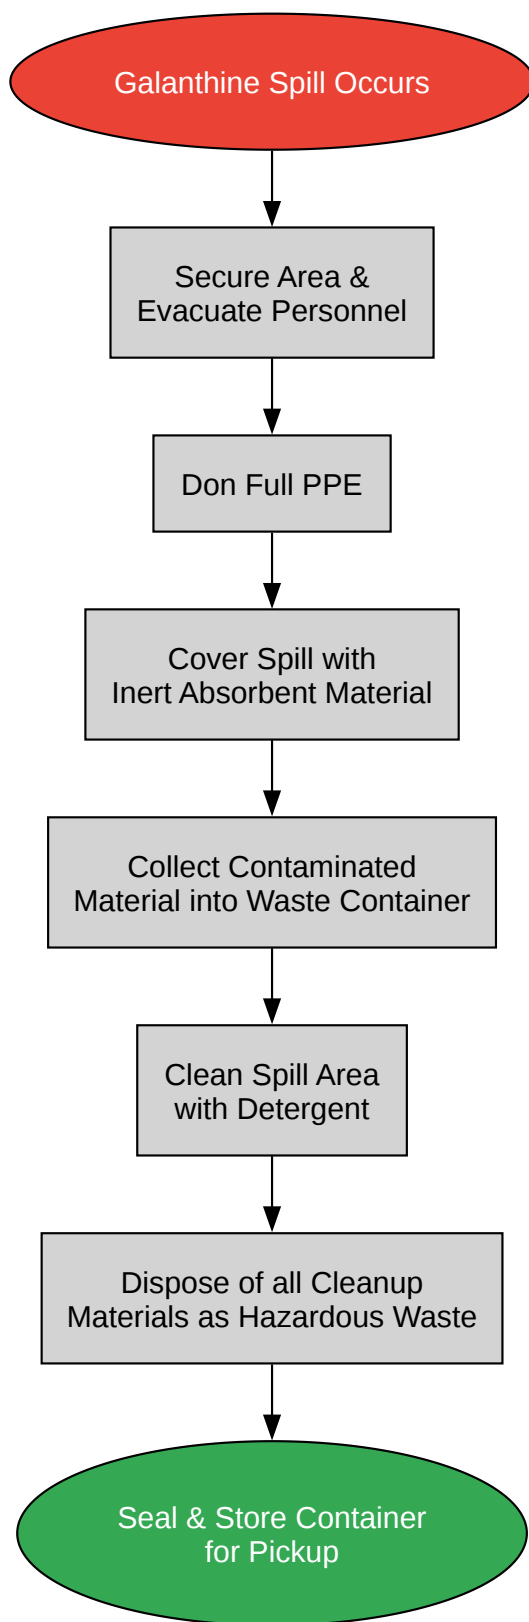 Galanthine Spill Occurs
Secure Area &
Evacuate Personnel
Don Full PPE
Cover Spill with
Inert Absorbent Material
Collect Contaminated
Material into Waste Container
Clean Spill Area
with Detergent
Dispose of all Cleanup
Materials as Hazardous Waste
Seal & Store Container
for Pickup